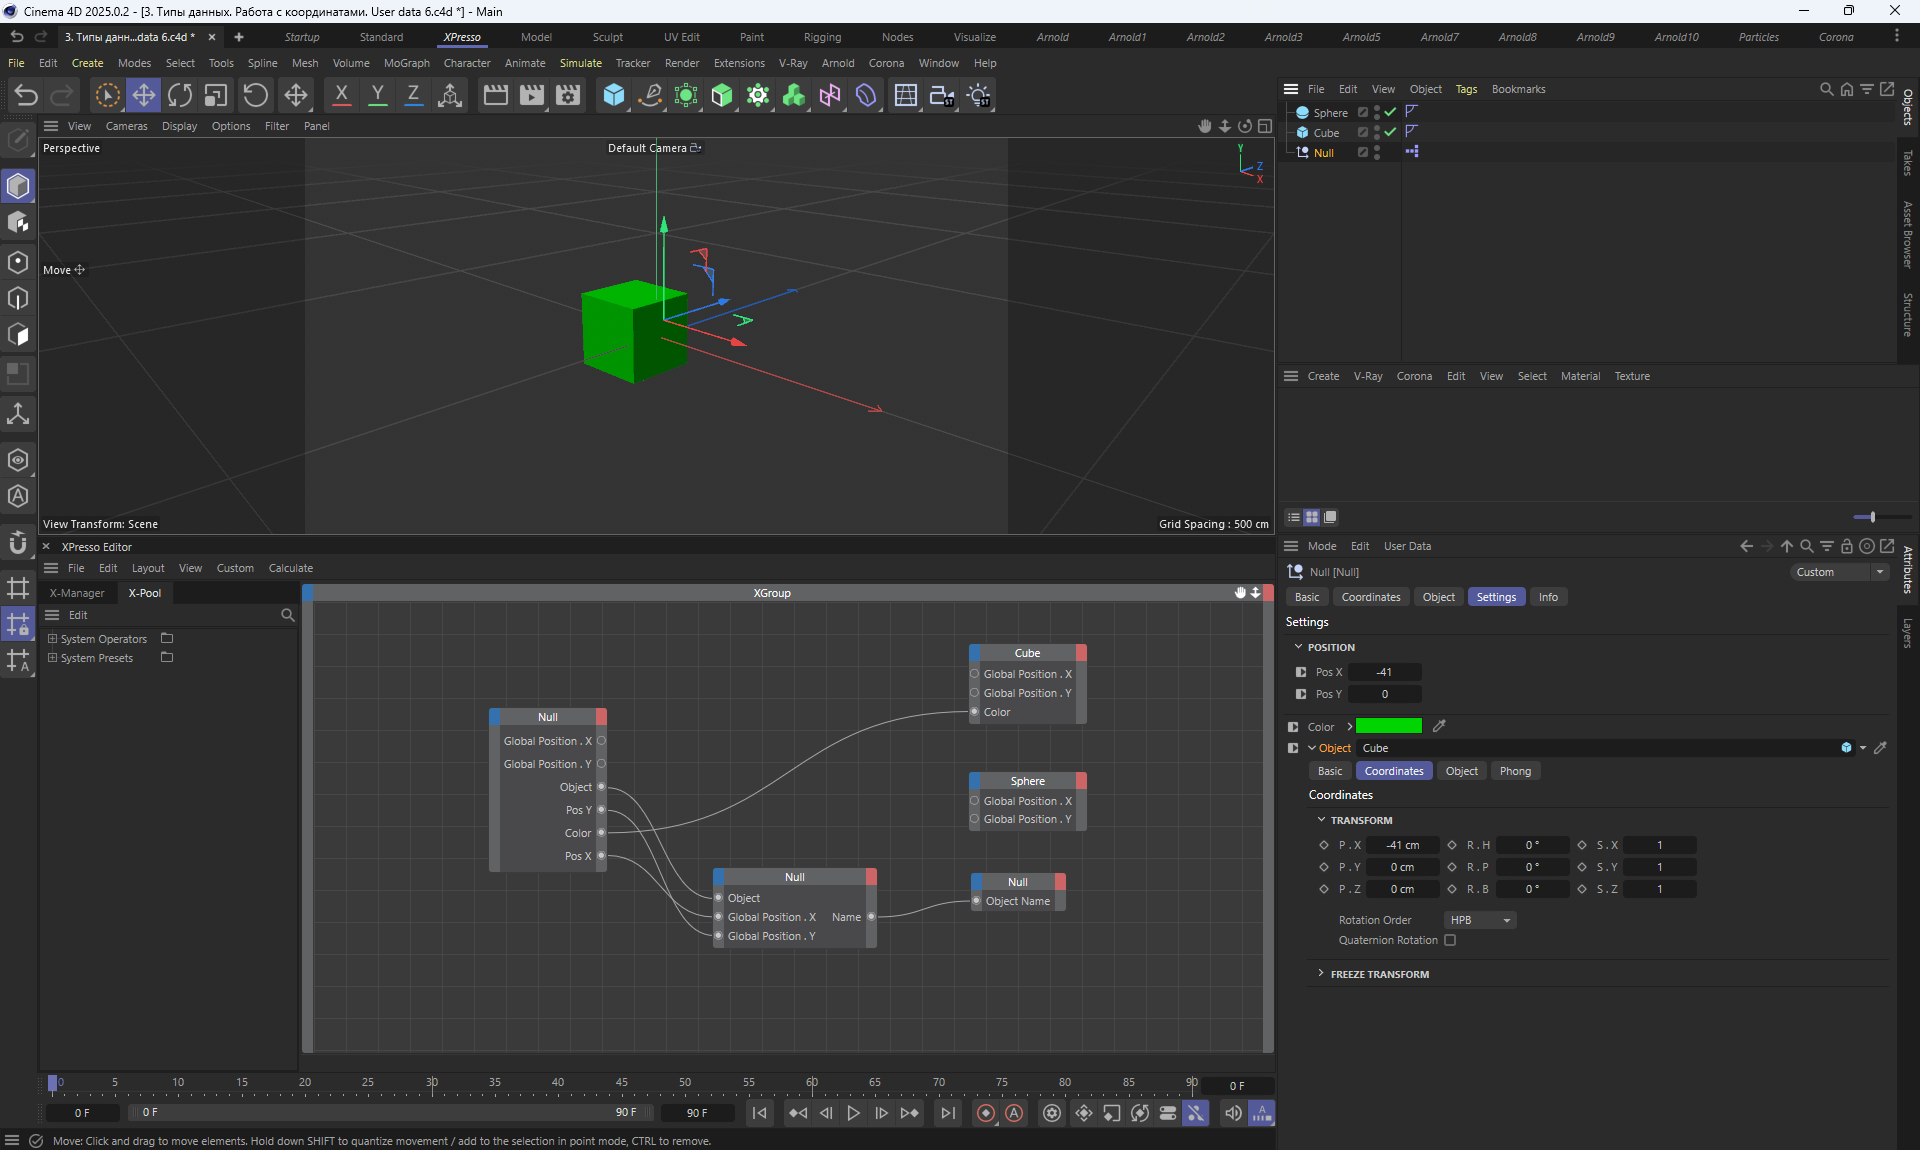 Cinema 4D 2025.0.2 - [3. Типы данных. Работа с координатами. User data 6.c4d *] - Main
3. Типы данн...data 6.c4d * Startup Standard XPresso Model Sculpt UV Edit Paint Rigging Nodes Visualize Arnold Arnold1 Arnold2 Arnold3 Arnold5 Arnold7 Arnold8 Arnold9 Arnold10 Particles Corona
File Edit Create Modes Select Tools Spline Mesh Volume MoGraph Character Animate Simulate Tracker Render Extensions V-Ray Arnold Corona Window Help
X Y Z ST ST
File Edit View Object Tags Bookmarks
Sphere
Cube
Null
Objects
Takes
Asset Browser
Structure
View Cameras Display Options Filter Panel
Perspective
Default Camera
Y
Z
X
Move
View Transform: Scene
Grid Spacing : 500 cm
Create V-Ray Corona Edit View Select Material Texture
XPresso Editor
File Edit Layout View Custom Calculate
X-Manager X-Pool
Edit
System Operators
System Presets
XGroup
Null
Global Position . X
Global Position . Y
Object
Pos Y
Color
Pos X
Cube
Global Position . X
Global Position . Y
Color
Sphere
Global Position . X
Global Position . Y
Null
Object
Global Position . X Name
Global Position . Y
Null
Object Name
Mode Edit User Data
Null [Null]
Custom
Basic Coordinates Object Settings Info
Settings
POSITION
Pos X -41
Pos Y 0
Color
Object Cube
Basic Coordinates Object Phong
Coordinates
TRANSFORM
P . X -41 cm R . H 0 ° S . X 1
P . Y 0 cm R . P 0 ° S . Y 1
P . Z 0 cm R . B 0 ° S . Z 1
Rotation Order HPB
Quaternion Rotation
FREEZE TRANSFORM
Attributes
Layers
0 5 10 15 20 25 30 35 40 45 50 55 60 65 70 75 80 85 90 0 F
0 F 0 F 90 F 90 F
A A
Move: Click and drag to move elements. Hold down SHIFT to quantize movement / add to the selection in point mode, CTRL to remove.